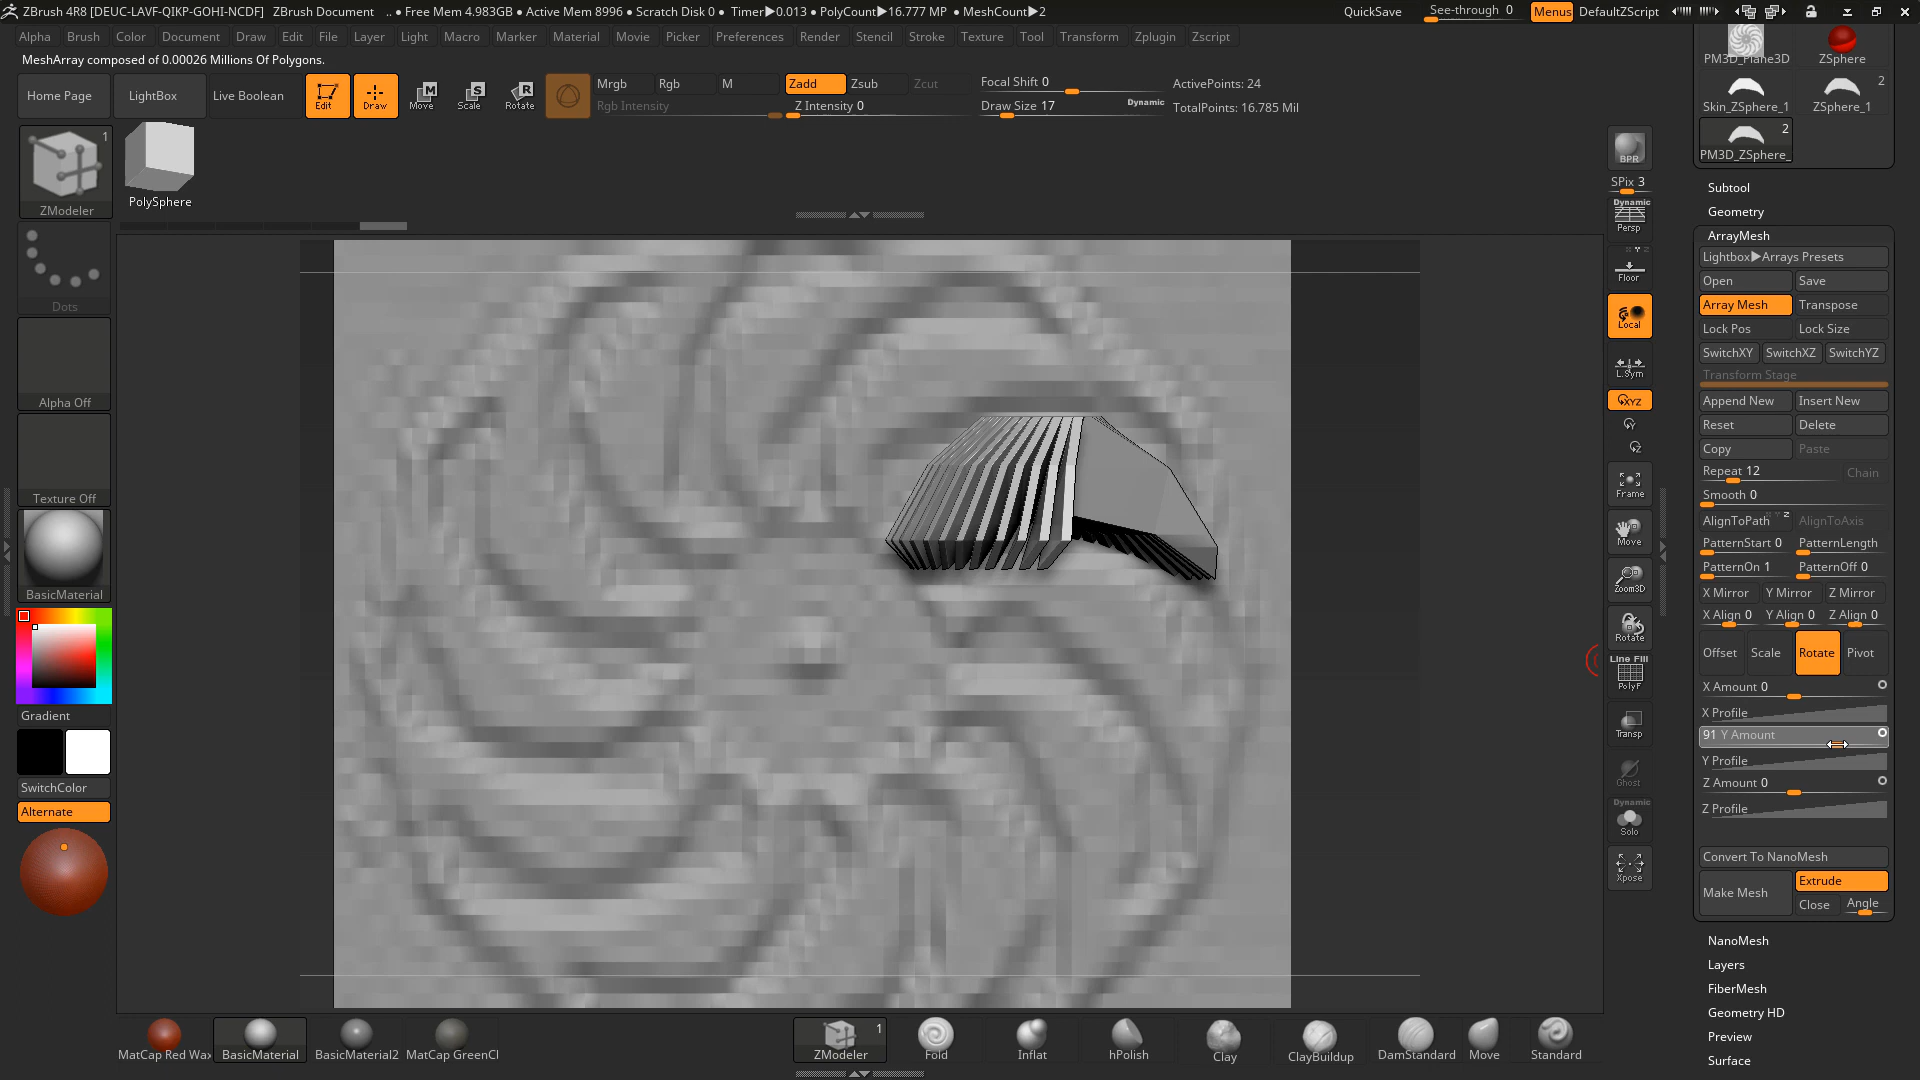 ZBrush 4R8 [DEUC-LAVF-QIKP-GOHI-NCDF] ZBrush Document .. ● Free Mem 4.983GB ● Active Mem 8996 ● Scratch Disk 0 ● Timer▶0.013 ● PolyCount▶16.777 MP ● MeshCount▶2 QuickSave See-through 0 Menus DefaultZScript
Alpha Brush Color Document Draw Edit File Layer Light Macro Marker Material Movie Picker Preferences Render Stencil Stroke Texture Tool Transform Zplugin Zscript
MeshArray composed of 0.00026 Millions Of Polygons.
Home Page LightBox Live Boolean Edit Draw Move Scale Rotate
Mrgb Rgb M Zadd Zsub Zcut Focal Shift 0 ActivePoints: 24
Rgb Intensity Z Intensity 0 Draw Size 17 Dynamic TotalPoints: 16.785 Mil
1
ZModeler
PolySphere
Dots
Alpha Off
Texture Off
BasicMaterial
Gradient
SwitchColor
Alternate
BPR
SPix 3
Dynamic
Persp
Floor
Local
L.Sym
XYZ
Y
Z
Frame
Move
Zoom3D
Rotate
Line Fill
PolyF
Transp
Ghost
Dynamic
Solo
Xpose
PM3D_Plane3D ZSphere
2
Skin_ZSphere_1 ZSphere_1
2
PM3D_ZSphere_
Subtool
Geometry
ArrayMesh
Lightbox▶Arrays Presets
Open Save
Array Mesh Transpose
Lock Pos Lock Size
SwitchXY SwitchXZ SwitchYZ
Transform Stage
Append New Insert New
Reset Delete
Copy Paste
Repeat 12 Chain
Smooth 0
AlignToPath Z AlignToAxis
PatternStart 0 PatternLength
PatternOn 1 PatternOff 0
X Mirror Y Mirror Z Mirror
X Align 0 Y Align 0 Z Align 0
Offset Scale Rotate Pivot
X Amount 0
X Profile
91 Y Amount
Y Profile
Z Amount 0
Z Profile
Convert To NanoMesh
Make Mesh Extrude
Close Angle
NanoMesh
Layers
FiberMesh
Geometry HD
Preview
Surface
MatCap Red Wax BasicMaterial BasicMaterial2 MatCap GreenCl
1
ZModeler Fold Inflat hPolish Clay ClayBuildup DamStandard Move Standard